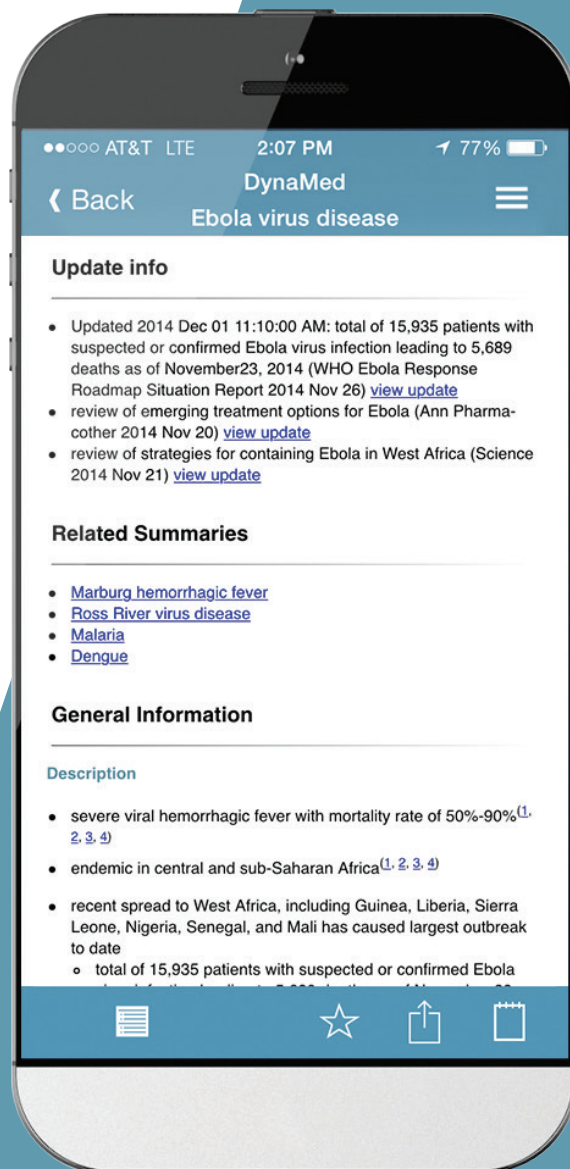 AT&T LTE 2:07 PM 77%
Back
DynaMed
Ebola virus disease
Update info
• Updated 2014 Dec 01 11:10:00 AM: total of 15,935 patients with
suspected or confirmed Ebola virus infection leading to 5,689
deaths as of November23, 2014 (WHO Ebola Response
Roadmap Situation Report 2014 Nov 26) view update
• review of emerging treatment options for Ebola (Ann Pharma-
cother 2014 Nov 20) view update
• review of strategies for containing Ebola in West Africa (Science
2014 Nov 21) view update
Related Summaries
• Marburg hemorrhagic fever
• Ross River virus disease
• Malaria
• Dengue
General Information
Description
• severe viral hemorrhagic fever with mortality rate of 50%-90%(1,
2, 3, 4)
• endemic in central and sub-Saharan Africa(1, 2, 3, 4)
• recent spread to West Africa, including Guinea, Liberia, Sierra
Leone, Nigeria, Senegal, and Mali has caused largest outbreak
to date
total of 15,935 patients with suspected or confirmed Ebola